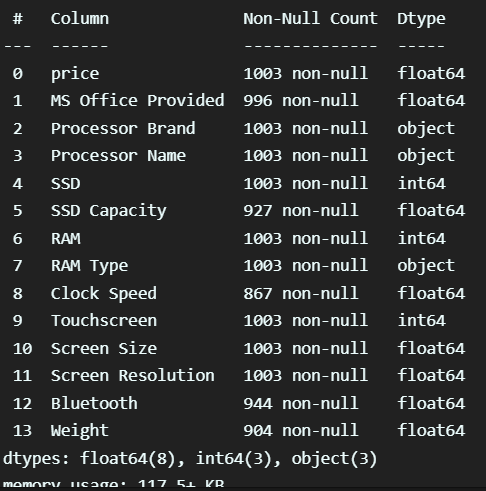 #   Column              Non-Null Count  Dtype
---  ------              --------------  -----
0   price               1003 non-null   float64
1   MS Office Provided  996 non-null    float64
2   Processor Brand     1003 non-null   object
3   Processor Name      1003 non-null   object
4   SSD                 1003 non-null   int64
5   SSD Capacity        927 non-null    float64
6   RAM                 1003 non-null   int64
7   RAM Type            1003 non-null   object
8   Clock Speed         867 non-null    float64
9   Touchscreen         1003 non-null   int64
10  Screen Size         1003 non-null   float64
11  Screen Resolution   1003 non-null   float64
12  Bluetooth           944 non-null    float64
13  Weight              904 non-null    float64
dtypes: float64(8), int64(3), object(3)
memory usage: 117.5+ KB